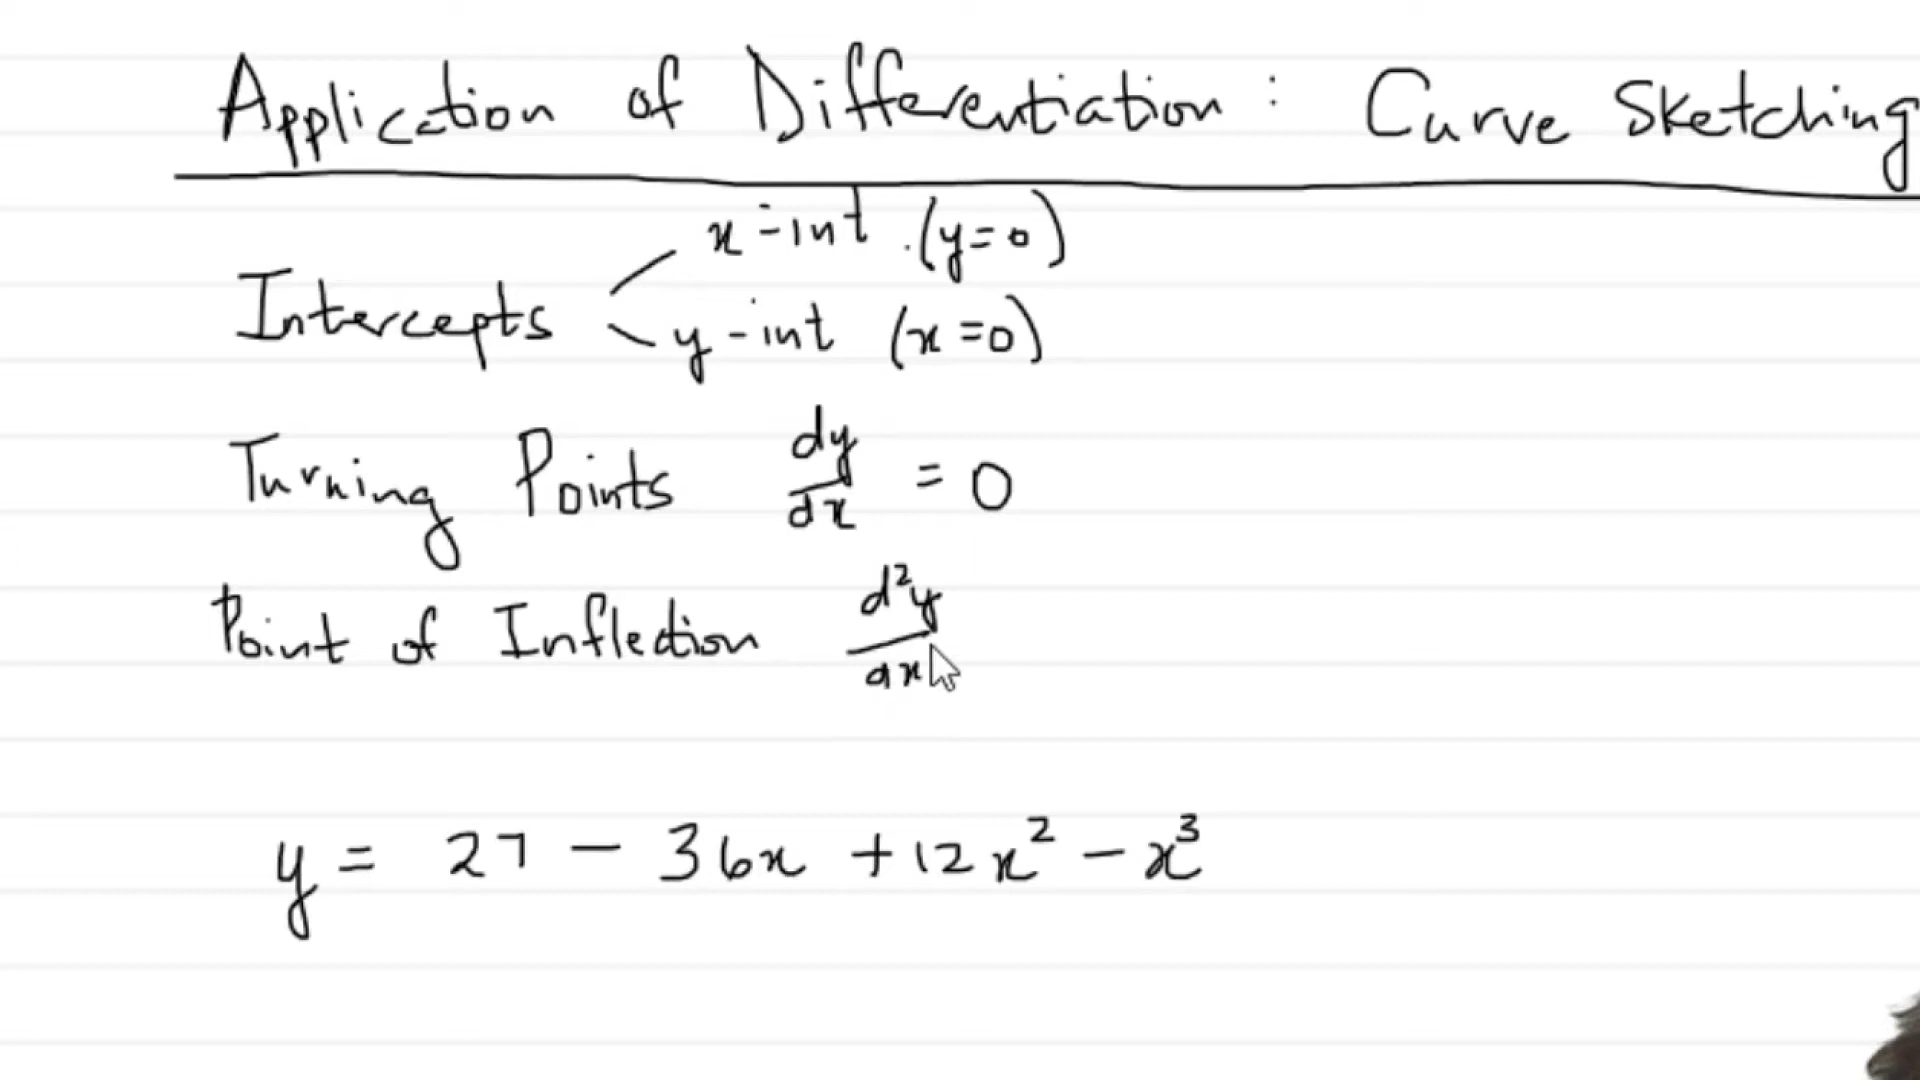 Application of Differentiation : Curve Sketching
x-int (y=0)
Intercepts
y-int (x=0)
Turning Points dy/dx = 0
Point of Inflection d²y/dx
y = 27 - 36x + 12x² - x³